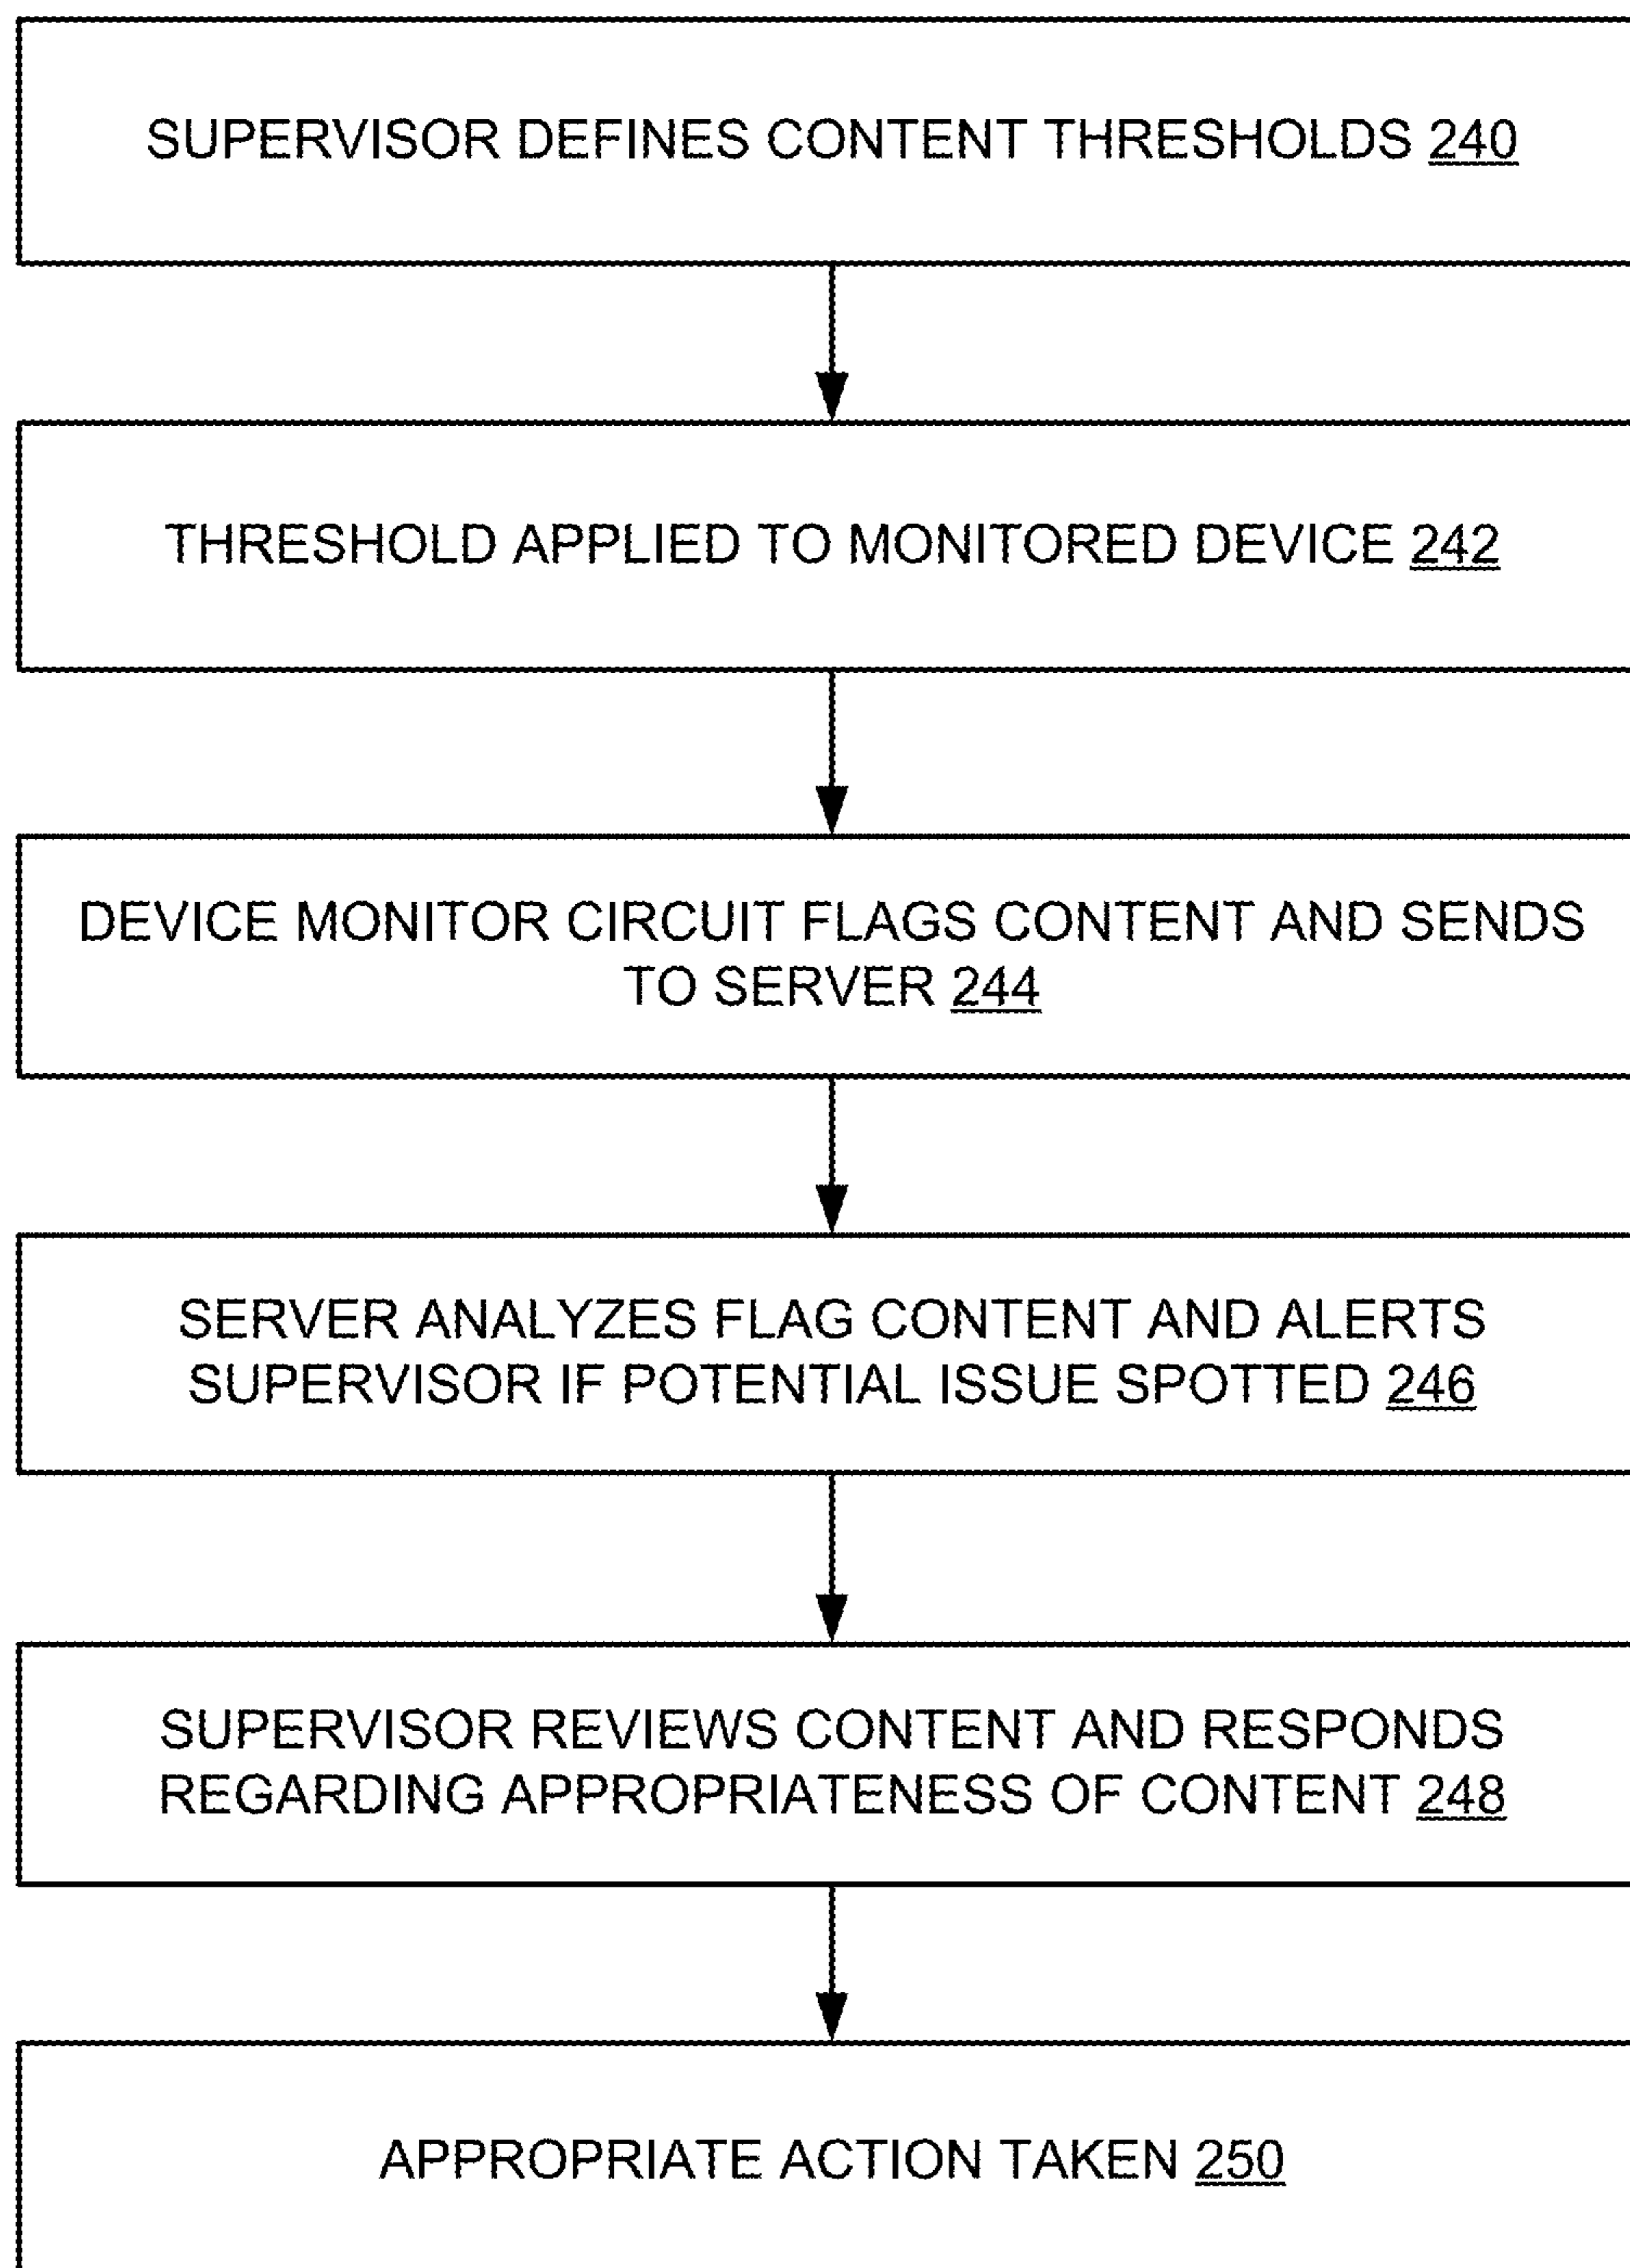 SUPERVISOR DEFINES CONTENT THRESHOLDS 240
THRESHOLD APPLIED TO MONITORED DEVICE 242
DEVICE MONITOR CIRCUIT FLAGS CONTENT AND SENDS
TO SERVER 244
SERVER ANALYZES FLAG CONTENT AND ALERTS
SUPERVISOR IF POTENTIAL ISSUE SPOTTED 246
SUPERVISOR REVIEWS CONTENT AND RESPONDS
REGARDING APPROPRIATENESS OF CONTENT 248
APPROPRIATE ACTION TAKEN 250